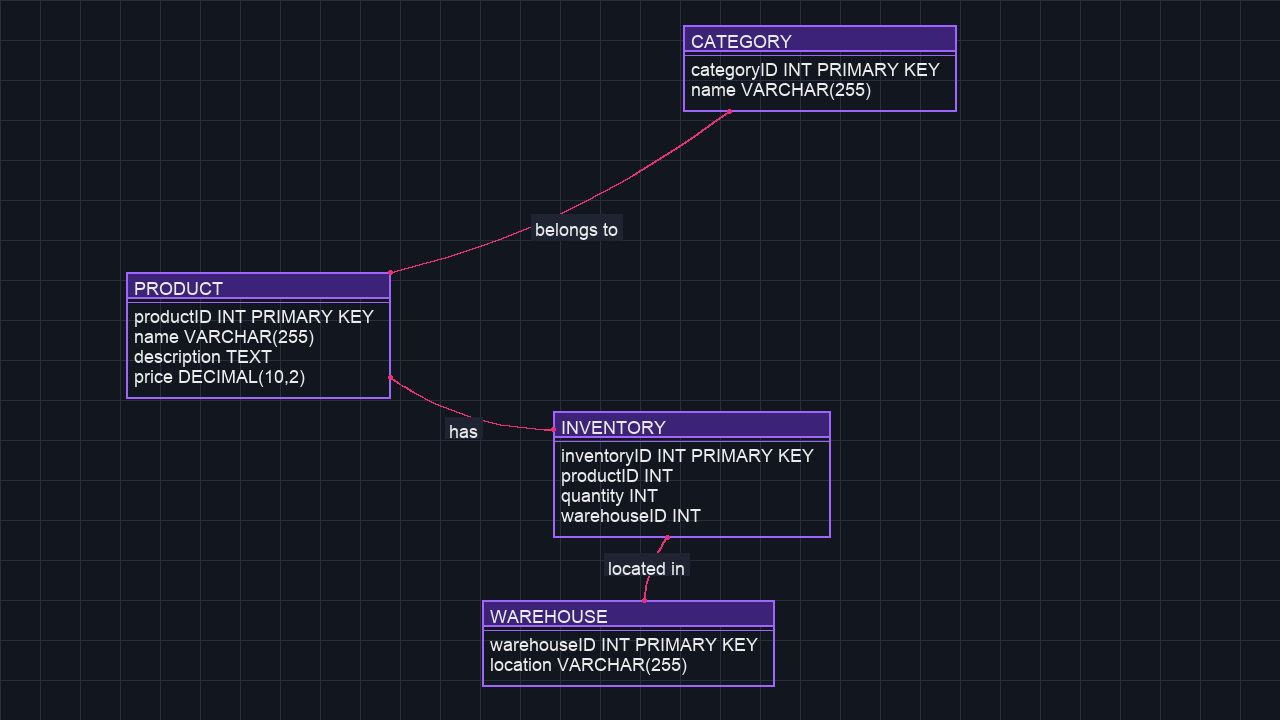 CATEGORY
categoryID INT PRIMARY KEY
name VARCHAR(255)
belongs to
PRODUCT
productID INT PRIMARY KEY
name VARCHAR(255)
description TEXT
price DECIMAL(10,2)
has
INVENTORY
inventoryID INT PRIMARY KEY
productID INT
quantity INT
warehouseID INT
located in
WAREHOUSE
warehouseID INT PRIMARY KEY
location VARCHAR(255)